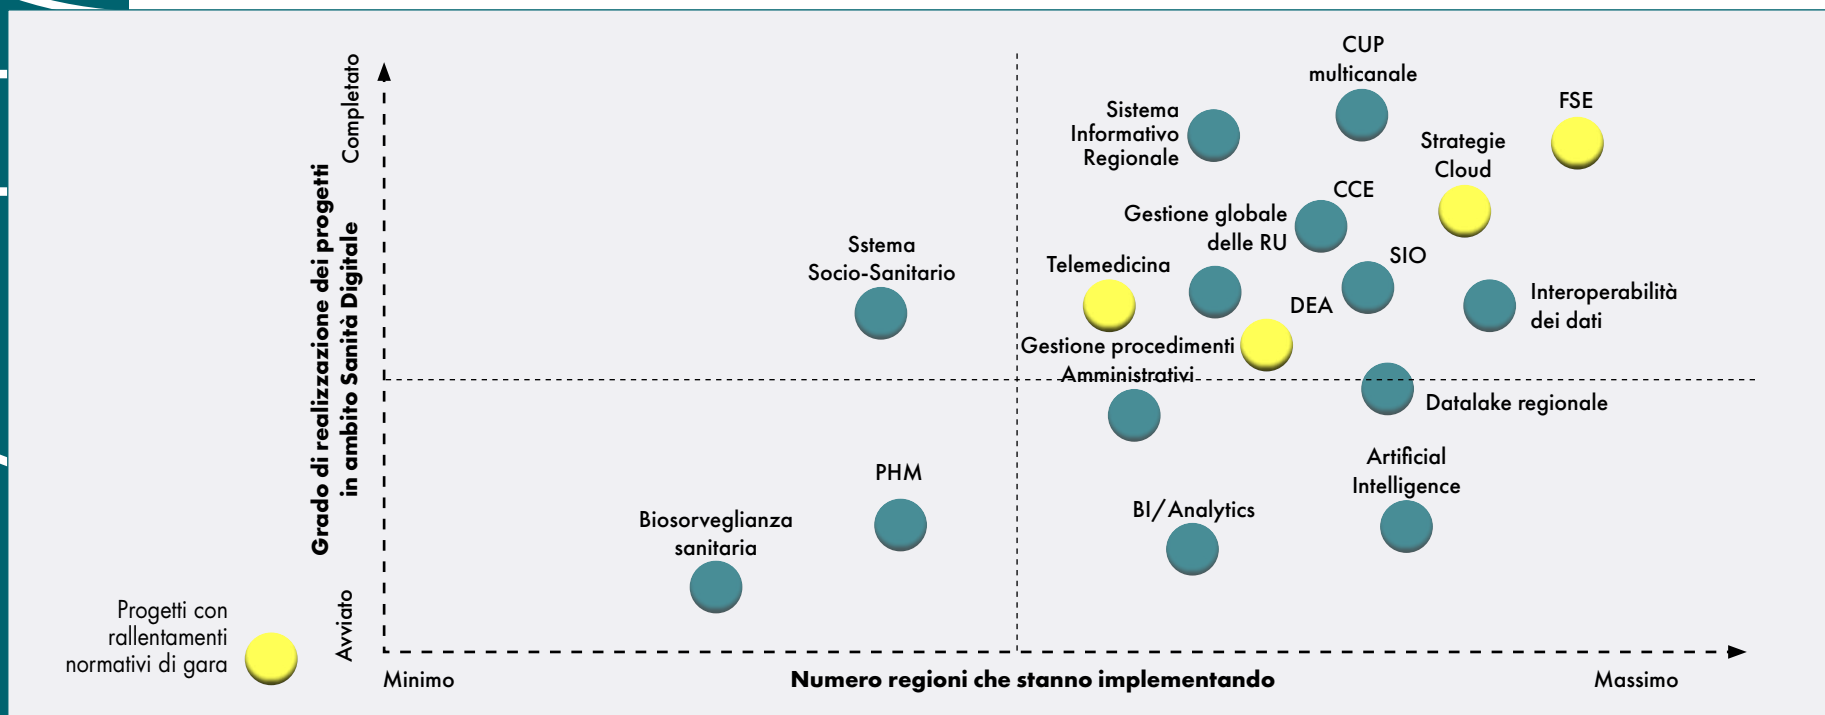 CUP
multicanale
FSE
Sistema
Informativo
Regionale
Strategie
Cloud
CCE
Gestione globale
delle RU
Sstema
Socio-Sanitario
Telemedicina
SIO
Interoperabilità
dei dati
DEA
Gestione procedimenti
Amministrativi
Datalake regionale
PHM
Artificial
Intelligence
Biosorveglianza
sanitaria
BI/Analytics
Completato
Grado di realizzazione dei progetti
in ambito Sanità Digitale
Avviato
Progetti con
rallentamenti
normativi di gara
Minimo
Numero regioni che stanno implementando
Massimo